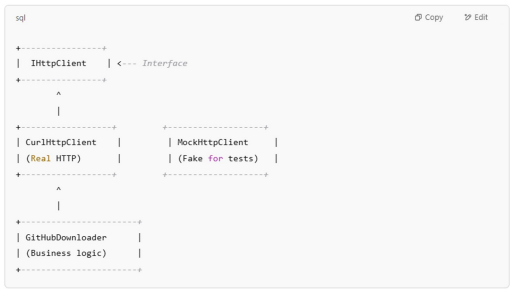 sql Copy Edit
+----------------+
|  IHttpClient    | <--- Interface
+----------------+
        ^
        |
+------------------+         +-------------------+
| CurlHttpClient    |         | MockHttpClient     |
| (Real HTTP)       |         | (Fake for tests)   |
+------------------+         +-------------------+
        ^
        |
+-----------------------+
| GitHubDownloader      |
| (Business logic)      |
+-----------------------+